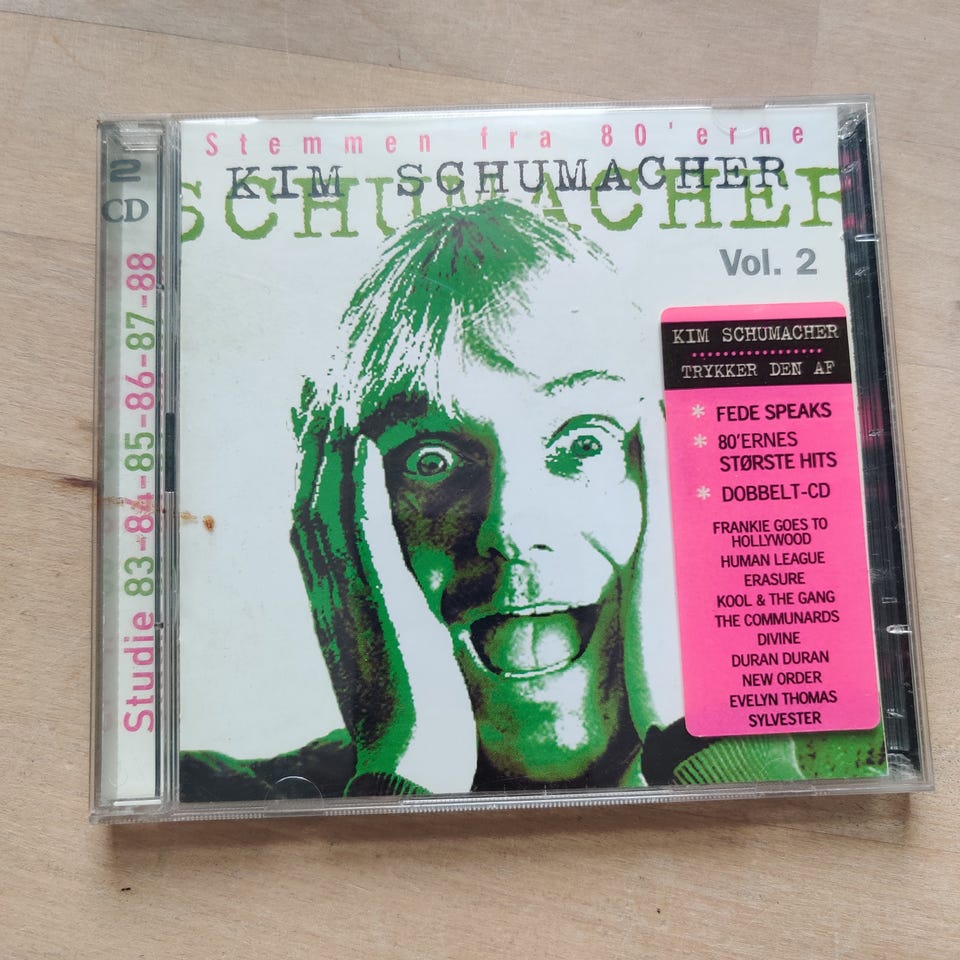 2
CD
Studie 83-84-85-86-87-88
Stemmen fra 80'erne
KIM SCHUMACHER
SCHUMACHER
Vol. 2
KIM SCHUMACHER
TRYKKER DEN AF
* FEDE SPEAKS
* 80'ERNES
STØRSTE HITS
* DOBBELT-CD
FRANKIE GOES TO
HOLLYWOOD
HUMAN LEAGUE
ERASURE
KOOL & THE GANG
THE COMMUNARDS
DIVINE
DURAN DURAN
NEW ORDER
EVELYN THOMAS
SYLVESTER